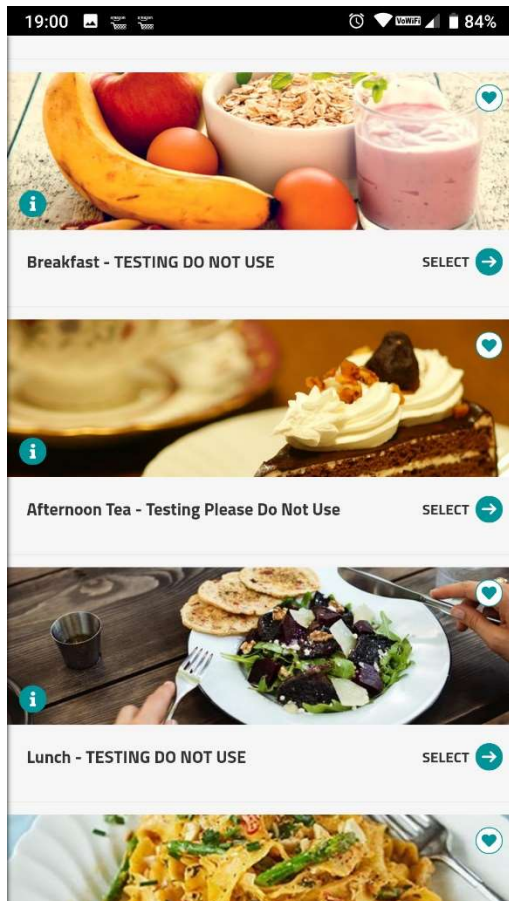 19:00 VoWiFi 84%
i
Breakfast - TESTING DO NOT USE SELECT
i
Afternoon Tea - Testing Please Do Not Use SELECT
i
Lunch - TESTING DO NOT USE SELECT